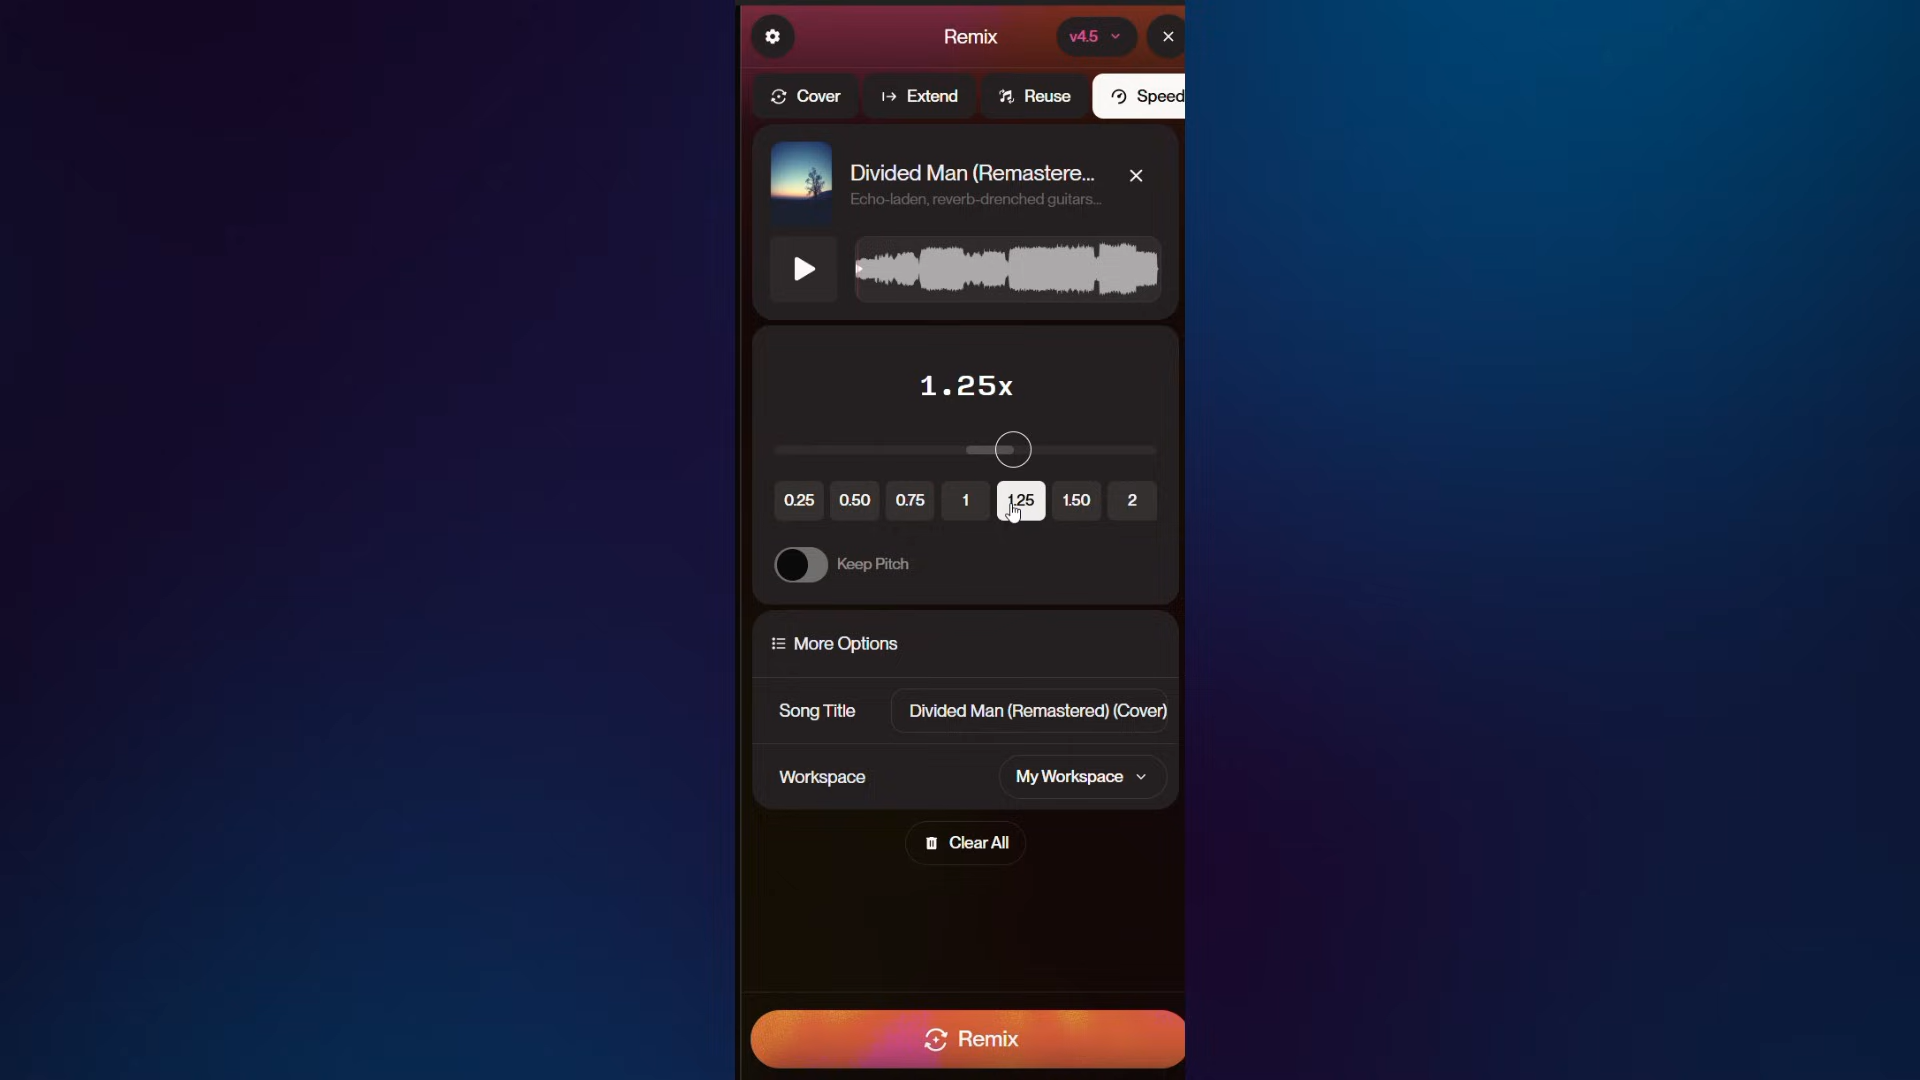 Remix
v4.5
Cover
Extend
Reuse
Speed
Divided Man (Remastere...
Echo-laden, reverb-drenched guitars...
1.25x
0.25 0.50 0.75 1 1.25 1.50 2
Keep Pitch
More Options
Song Title Divided Man (Remastered) (Cover)
Workspace My Workspace
Clear All
Remix